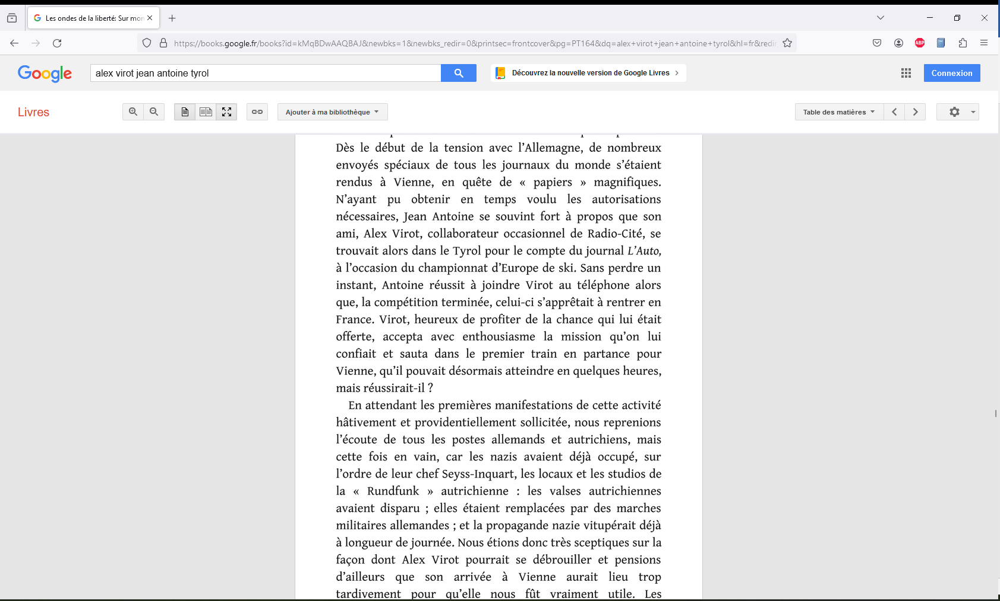 Les ondes de la liberté: Sur mon
https://books.google.fr/books?id=kMqBDwAAQBAJ&newbks=1&newbks_redir=0&printsec=frontcover&pg=PT164&dq=alex+virot+jean+antoine+tyrol&hl=fr&redir
ABP
Google
alex virot jean antoine tyrol
Découvrez la nouvelle version de Google Livres
Connexion
Livres
Ajouter à ma bibliothèque
Table des matières
Dès le début de la tension avec l’Allemagne, de nombreux
envoyés spéciaux de tous les journaux du monde s’étaient
rendus à Vienne, en quête de « papiers » magnifiques.
N’ayant pu obtenir en temps voulu les autorisations
nécessaires, Jean Antoine se souvint fort à propos que son
ami, Alex Virot, collaborateur occasionnel de Radio-Cité, se
trouvait alors dans le Tyrol pour le compte du journal L’Auto,
à l’occasion du championnat d’Europe de ski. Sans perdre un
instant, Antoine réussit à joindre Virot au téléphone alors
que, la compétition terminée, celui-ci s’apprêtait à rentrer en
France. Virot, heureux de profiter de la chance qui lui était
offerte, accepta avec enthousiasme la mission qu’on lui
confiait et sauta dans le premier train en partance pour
Vienne, qu’il pouvait désormais atteindre en quelques heures,
mais réussirait-il ?
En attendant les premières manifestations de cette activité
hâtivement et providentiellement sollicitée, nous reprenions
l’écoute de tous les postes allemands et autrichiens, mais
cette fois en vain, car les nazis avaient déjà occupé, sur
l’ordre de leur chef Seyss-Inquart, les locaux et les studios de
la « Rundfunk » autrichienne : les valses autrichiennes
avaient disparu ; elles étaient remplacées par des marches
militaires allemandes ; et la propagande nazie vitupérait déjà
à longueur de journée. Nous étions donc très sceptiques sur la
façon dont Alex Virot pourrait se débrouiller et pensions
d’ailleurs que son arrivée à Vienne aurait lieu trop
tardivement pour qu’elle nous fût vraiment utile. Les